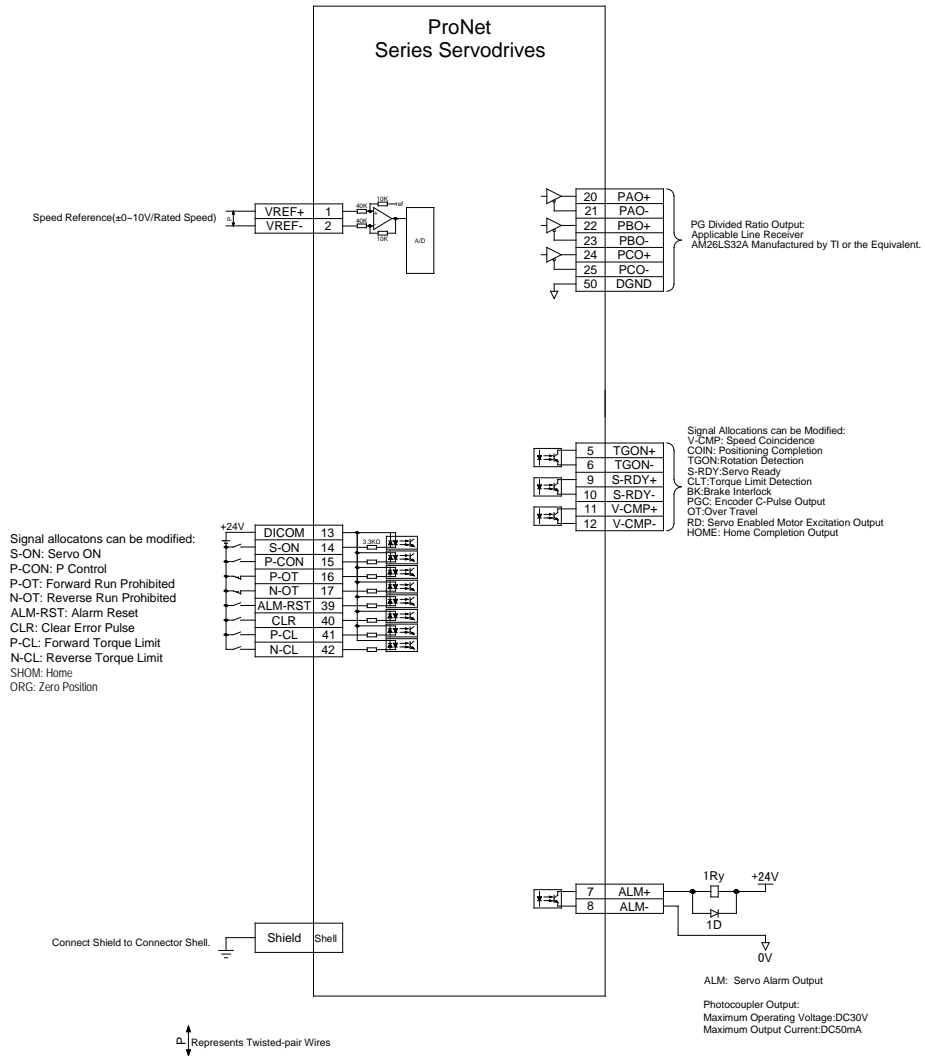 ProNet
Series Servodrives
Speed Reference(±0~10V/Rated Speed)
P
VREF+ 1
VREF- 2
40K
40K
10K
10K
ref
A/D
20 PAO+
21 PAO-
22 PBO+
23 PBO-
24 PCO+
25 PCO-
50 DGND
PG Divided Ratio Output:
Applicable Line Receiver
AM26LS32A Manufactured by TI or the Equivalent.
5 TGON+
6 TGON-
9 S-RDY+
10 S-RDY-
11 V-CMP+
12 V-CMP-
Signal Allocations can be Modified:
V-CMP: Speed Coincidence
COIN: Positioning Completion
TGON:Rotation Detection
S-RDY:Servo Ready
CLT:Torque Limit Detection
BK:Brake Interlock
PGC: Encoder C-Pulse Output
OT:Over Travel
RD: Servo Enabled Motor Excitation Output
HOME: Home Completion Output
Signal allocatons can be modified:
S-ON: Servo ON
P-CON: P Control
P-OT: Forward Run Prohibited
N-OT: Reverse Run Prohibited
ALM-RST: Alarm Reset
CLR: Clear Error Pulse
P-CL: Forward Torque Limit
N-CL: Reverse Torque Limit
SHOM: Home
ORG: Zero Position
+24V
DICOM 13
S-ON 14
P-CON 15
P-OT 16
N-OT 17
ALM-RST 39
CLR 40
P-CL 41
N-CL 42
3.3KΩ
7 ALM+
8 ALM-
1Ry
+24V
1D
0V
ALM: Servo Alarm Output
Photocoupler Output:
Maximum Operating Voltage:DC30V
Maximum Output Current:DC50mA
Connect Shield to Connector Shell.
Shield Shell
P Represents Twisted-pair Wires